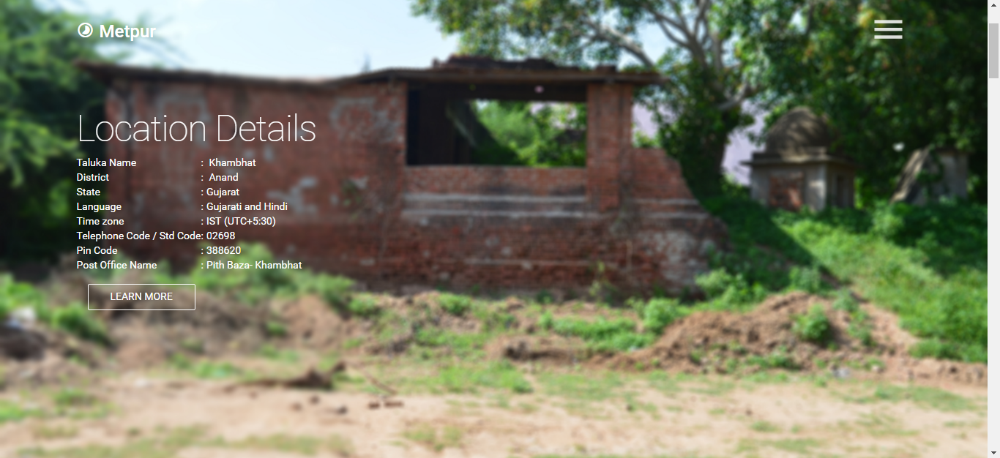 Metpur
Location Details
Taluka Name : Khambhat
District : Anand
State : Gujarat
Language : Gujarati and Hindi
Time zone : IST (UTC+5:30)
Telephone Code / Std Code: 02698
Pin Code : 388620
Post Office Name : Pith Baza- Khambhat
LEARN MORE